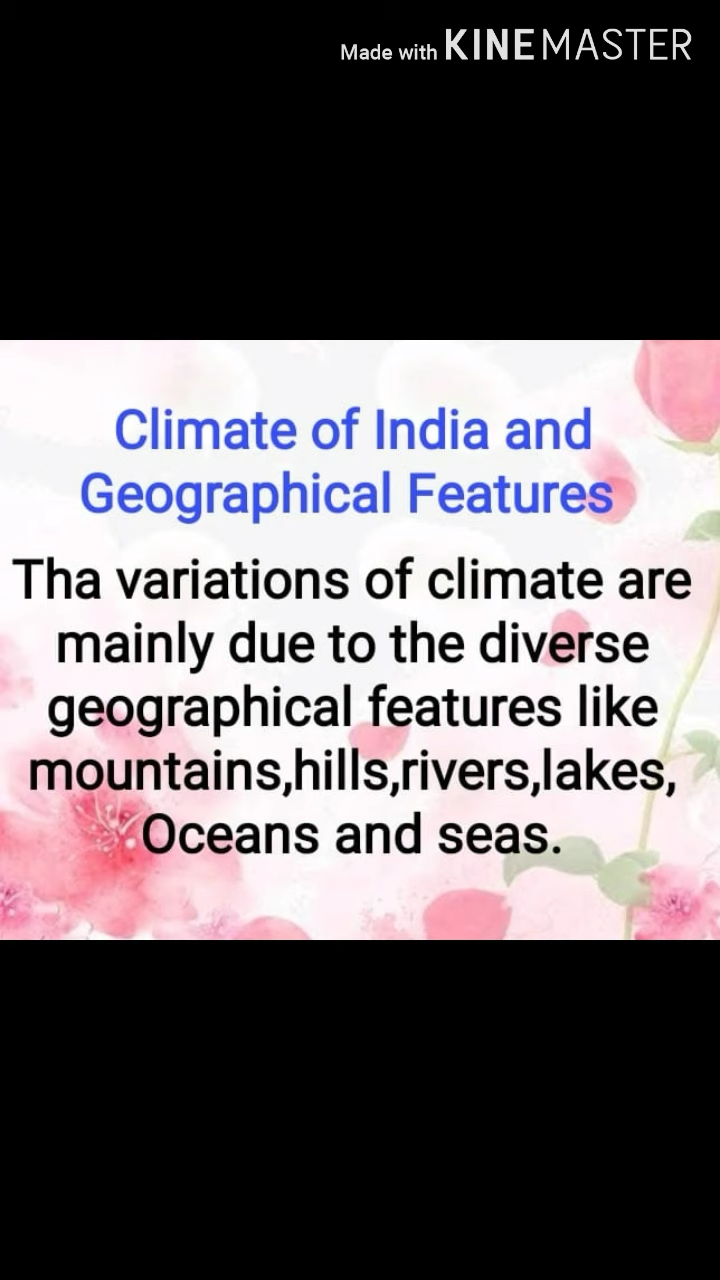 Made with KINEMASTER
Climate of India and
Geographical Features
Tha variations of climate are
mainly due to the diverse
geographical features like
mountains,hills,rivers,lakes,
Oceans and seas.